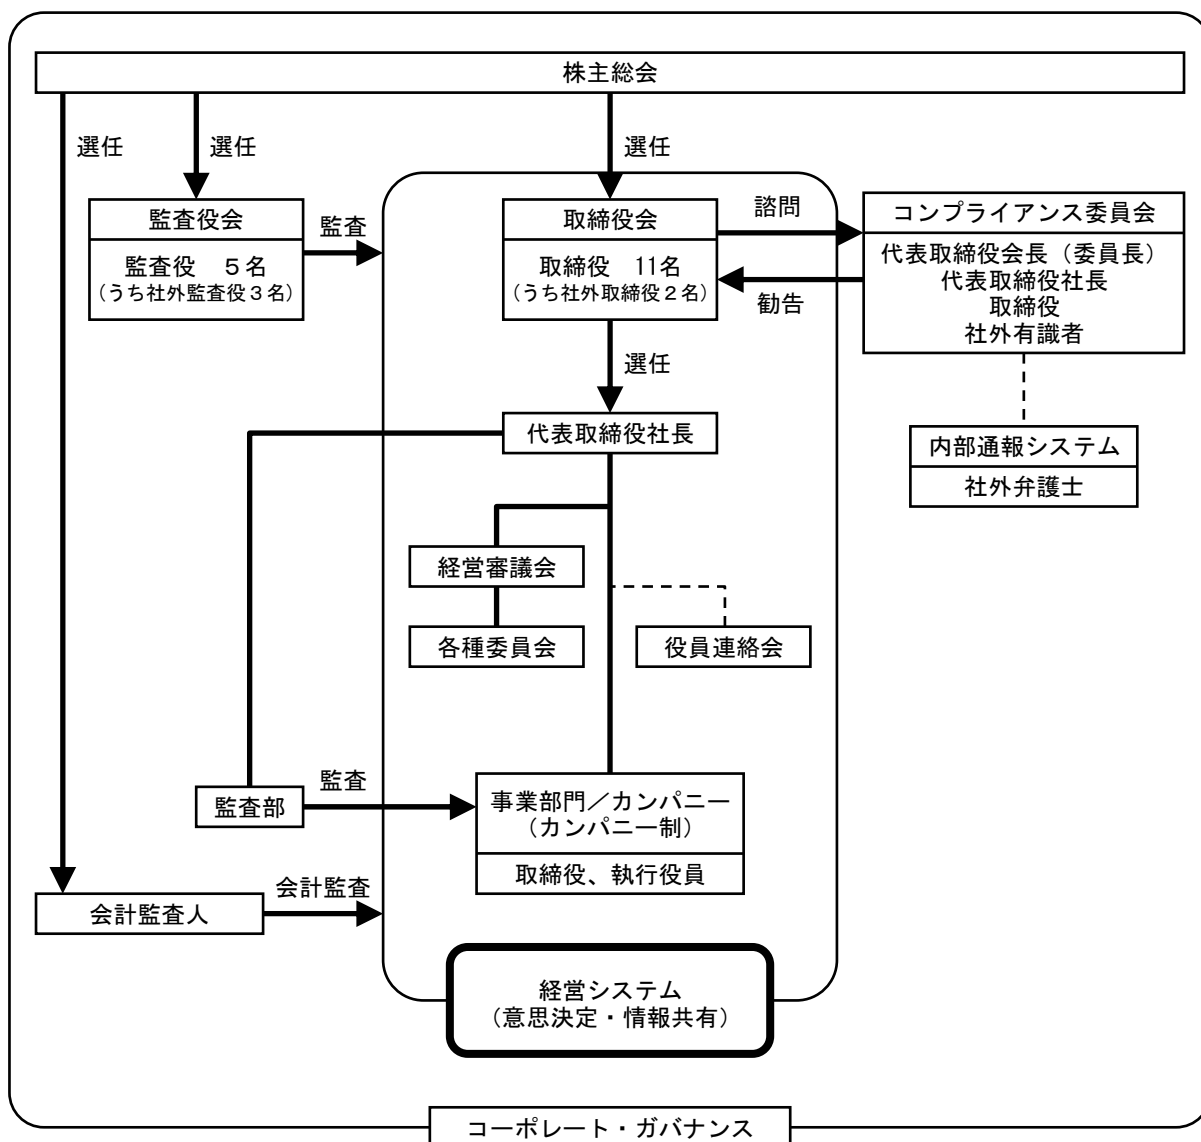 株主総会
選任
選任
選任
監査役会
監査役　５名
（うち社外監査役３名）
監査
取締役会
取締役　11名
（うち社外取締役２名）
諮問
勧告
コンプライアンス委員会
代表取締役会長（委員長）
代表取締役社長
取締役
社外有識者
選任
代表取締役社長
内部通報システム
社外弁護士
経営審議会
各種委員会
役員連絡会
監査部
監査
事業部門／カンパニー
（カンパニー制）
取締役、執行役員
会計監査人
会計監査
経営システム
（意思決定・情報共有）
コーポレート・ガバナンス